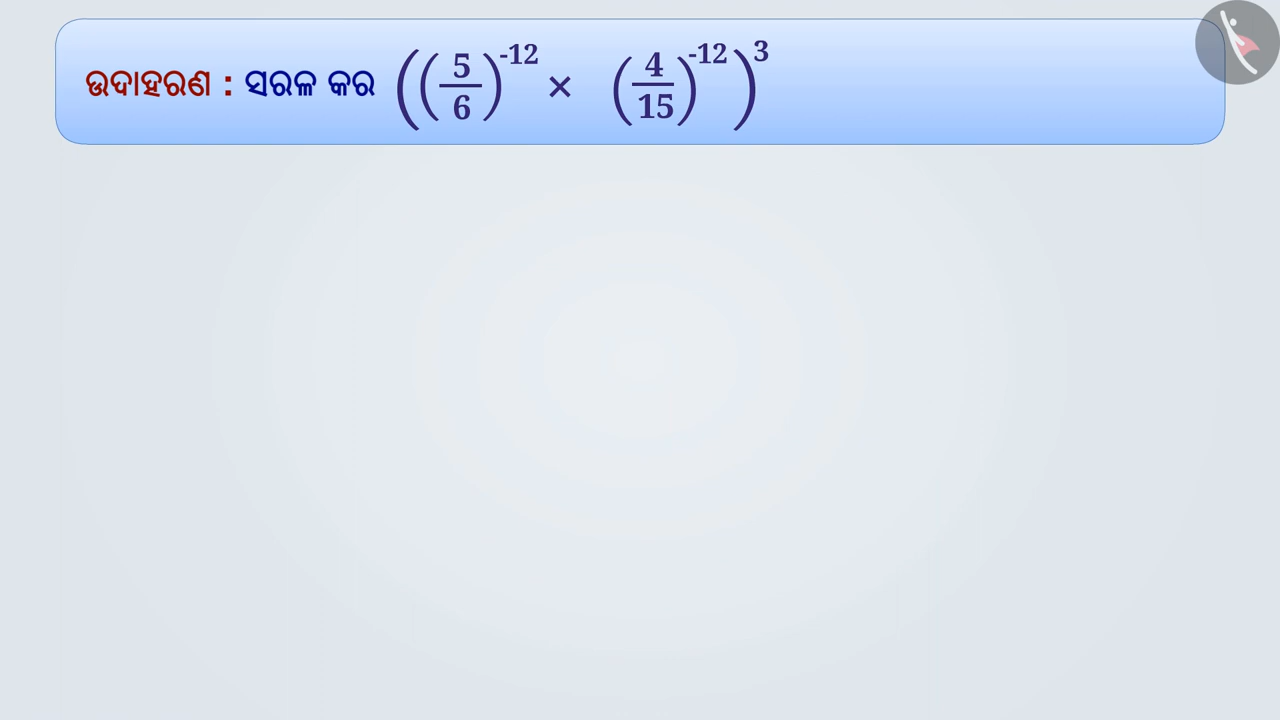 ଉଦାହରଣ : ସରଳ କର ((5/6)^-12 × (4/15)^-12)^3